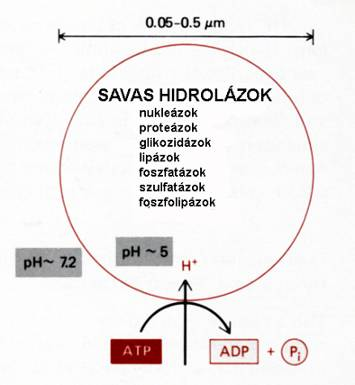 0.05–0.5 µm
SAVAS HIDROLÁZOK
nukleázok
proteázok
glikozidázok
lipázok
foszfatázok
szulfatázok
foszfolipázok
pH ~ 5
pH~ 7.2
H⁺
ATP
ADP + Pi